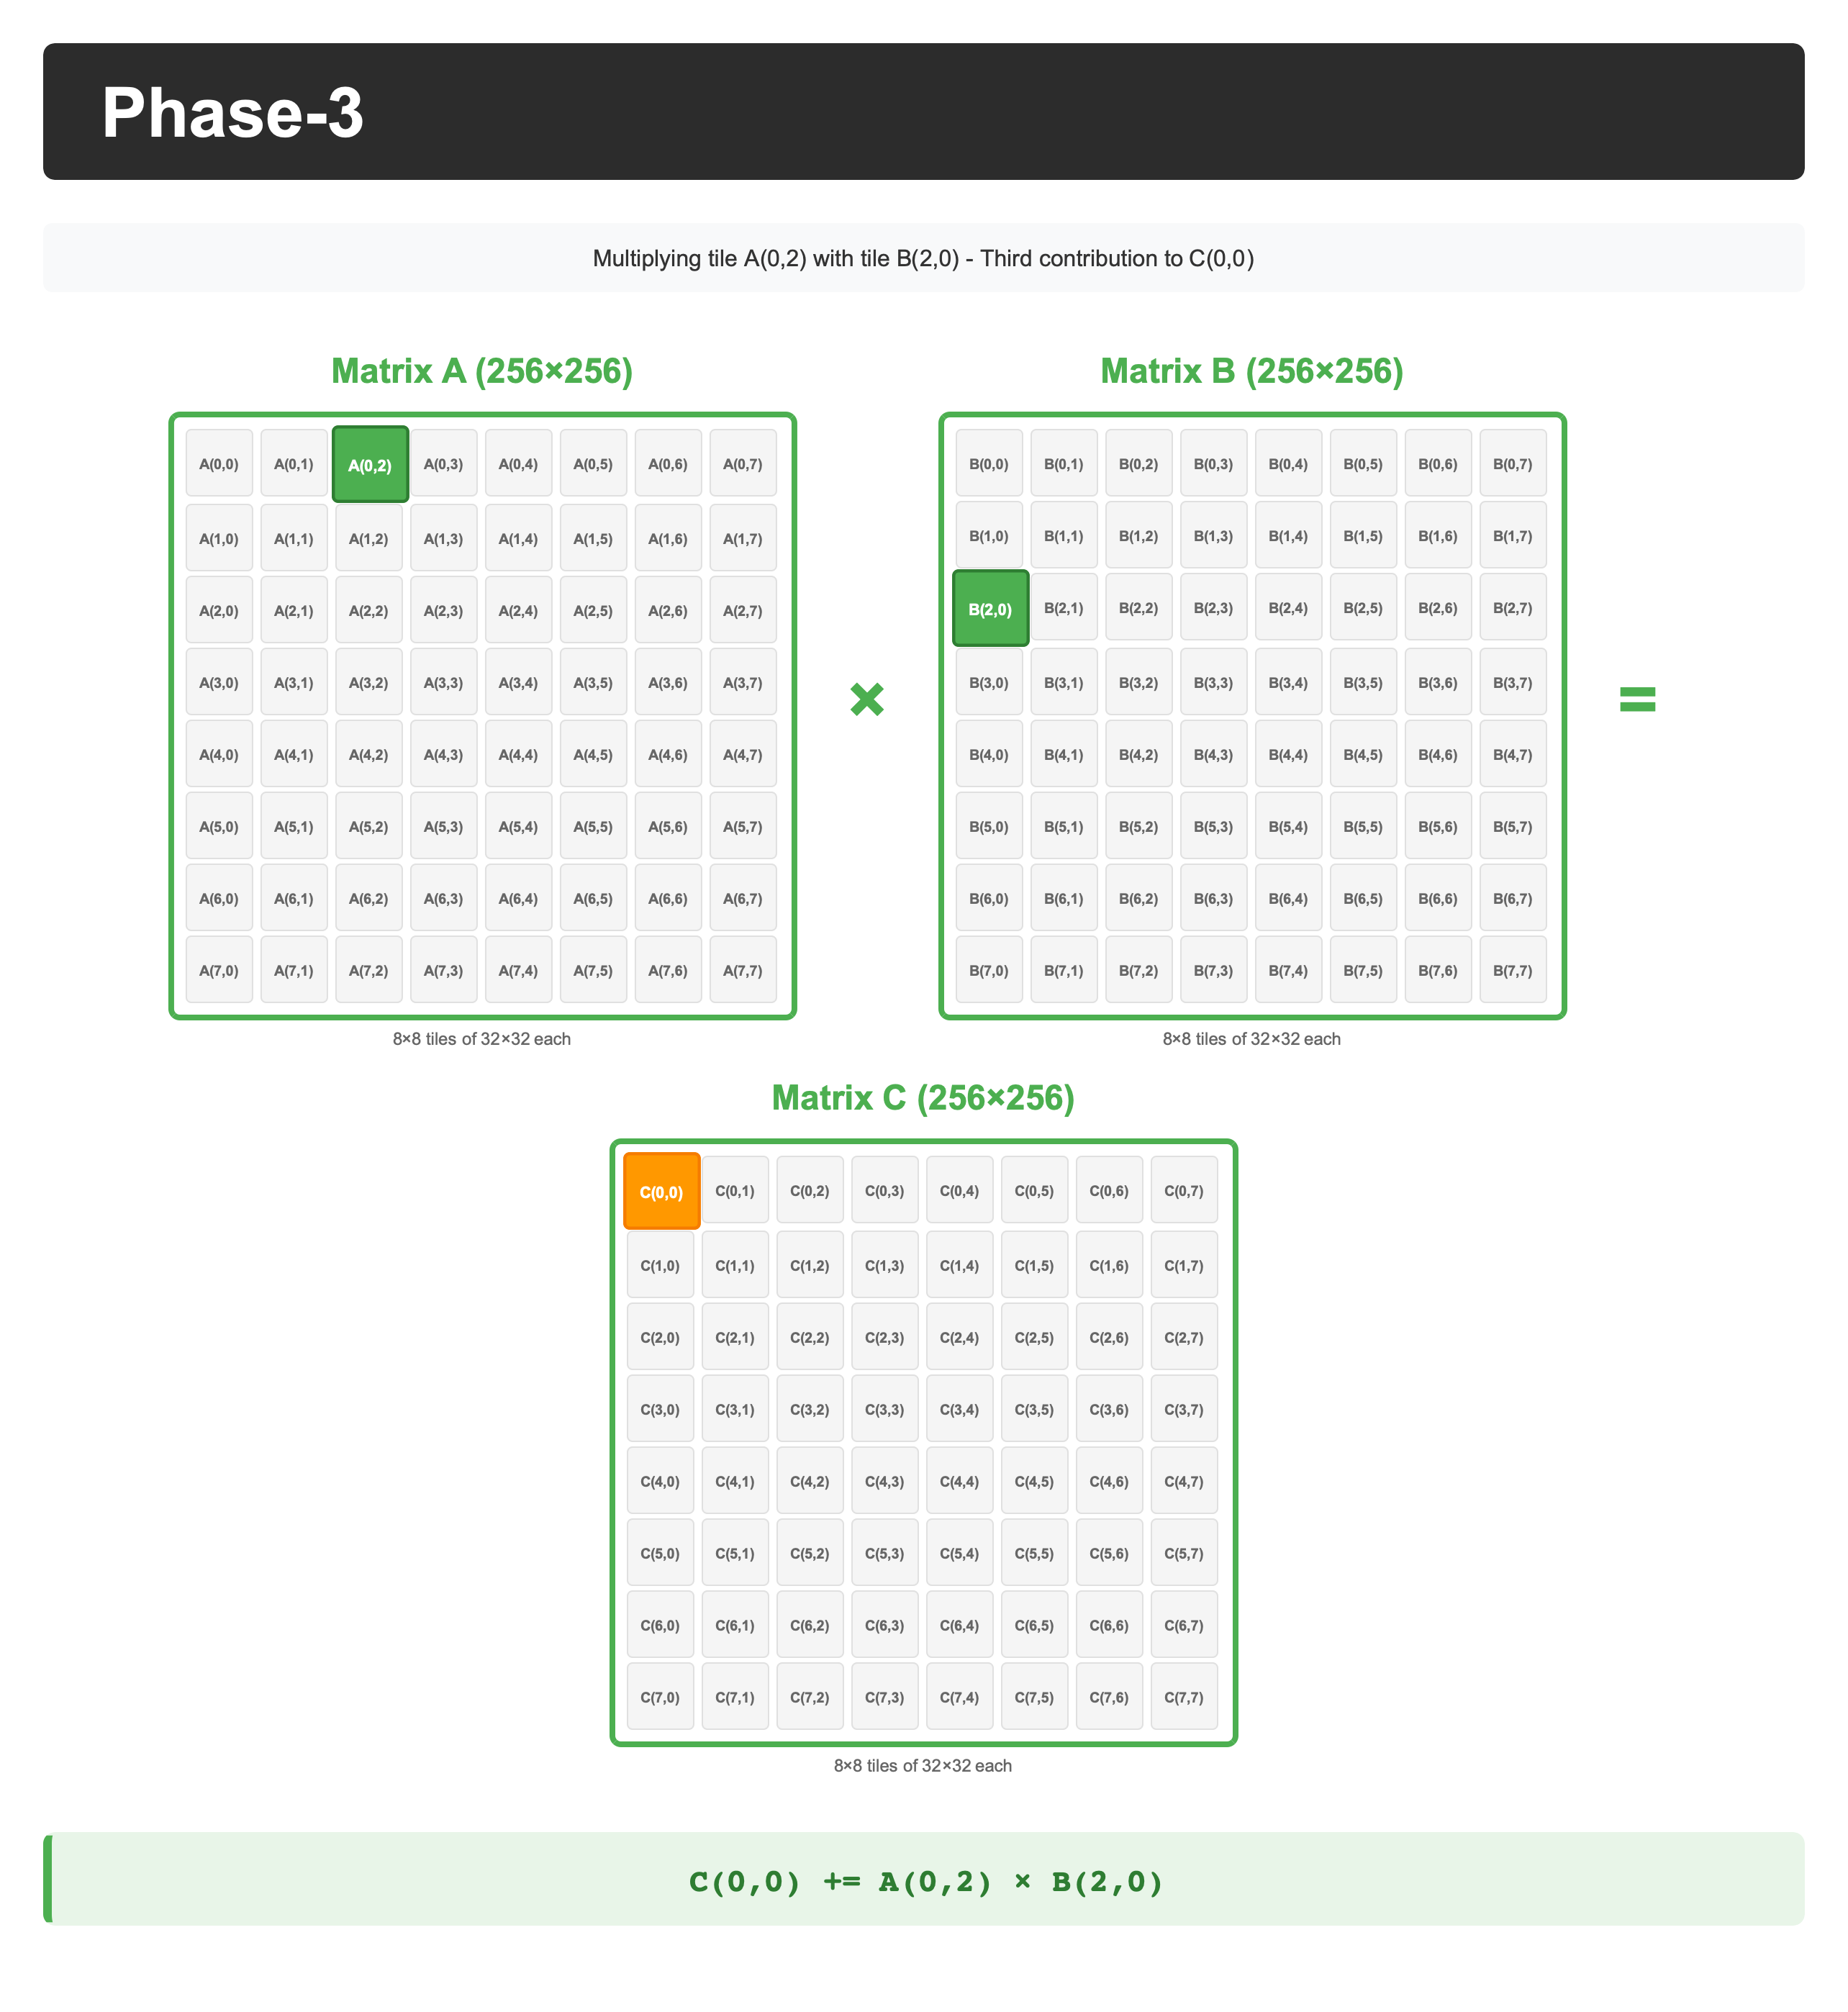 Phase-3
Multiplying tile A(0,2) with tile B(2,0) - Third contribution to C(0,0)
Matrix A (256×256)
A(0,0) A(0,1) A(0,2) A(0,3) A(0,4) A(0,5) A(0,6) A(0,7)
A(1,0) A(1,1) A(1,2) A(1,3) A(1,4) A(1,5) A(1,6) A(1,7)
A(2,0) A(2,1) A(2,2) A(2,3) A(2,4) A(2,5) A(2,6) A(2,7)
A(3,0) A(3,1) A(3,2) A(3,3) A(3,4) A(3,5) A(3,6) A(3,7)
A(4,0) A(4,1) A(4,2) A(4,3) A(4,4) A(4,5) A(4,6) A(4,7)
A(5,0) A(5,1) A(5,2) A(5,3) A(5,4) A(5,5) A(5,6) A(5,7)
A(6,0) A(6,1) A(6,2) A(6,3) A(6,4) A(6,5) A(6,6) A(6,7)
A(7,0) A(7,1) A(7,2) A(7,3) A(7,4) A(7,5) A(7,6) A(7,7)
8×8 tiles of 32×32 each
×
Matrix B (256×256)
B(0,0) B(0,1) B(0,2) B(0,3) B(0,4) B(0,5) B(0,6) B(0,7)
B(1,0) B(1,1) B(1,2) B(1,3) B(1,4) B(1,5) B(1,6) B(1,7)
B(2,0) B(2,1) B(2,2) B(2,3) B(2,4) B(2,5) B(2,6) B(2,7)
B(3,0) B(3,1) B(3,2) B(3,3) B(3,4) B(3,5) B(3,6) B(3,7)
B(4,0) B(4,1) B(4,2) B(4,3) B(4,4) B(4,5) B(4,6) B(4,7)
B(5,0) B(5,1) B(5,2) B(5,3) B(5,4) B(5,5) B(5,6) B(5,7)
B(6,0) B(6,1) B(6,2) B(6,3) B(6,4) B(6,5) B(6,6) B(6,7)
B(7,0) B(7,1) B(7,2) B(7,3) B(7,4) B(7,5) B(7,6) B(7,7)
8×8 tiles of 32×32 each
=
Matrix C (256×256)
C(0,0) C(0,1) C(0,2) C(0,3) C(0,4) C(0,5) C(0,6) C(0,7)
C(1,0) C(1,1) C(1,2) C(1,3) C(1,4) C(1,5) C(1,6) C(1,7)
C(2,0) C(2,1) C(2,2) C(2,3) C(2,4) C(2,5) C(2,6) C(2,7)
C(3,0) C(3,1) C(3,2) C(3,3) C(3,4) C(3,5) C(3,6) C(3,7)
C(4,0) C(4,1) C(4,2) C(4,3) C(4,4) C(4,5) C(4,6) C(4,7)
C(5,0) C(5,1) C(5,2) C(5,3) C(5,4) C(5,5) C(5,6) C(5,7)
C(6,0) C(6,1) C(6,2) C(6,3) C(6,4) C(6,5) C(6,6) C(6,7)
C(7,0) C(7,1) C(7,2) C(7,3) C(7,4) C(7,5) C(7,6) C(7,7)
8×8 tiles of 32×32 each
C(0,0) += A(0,2) × B(2,0)